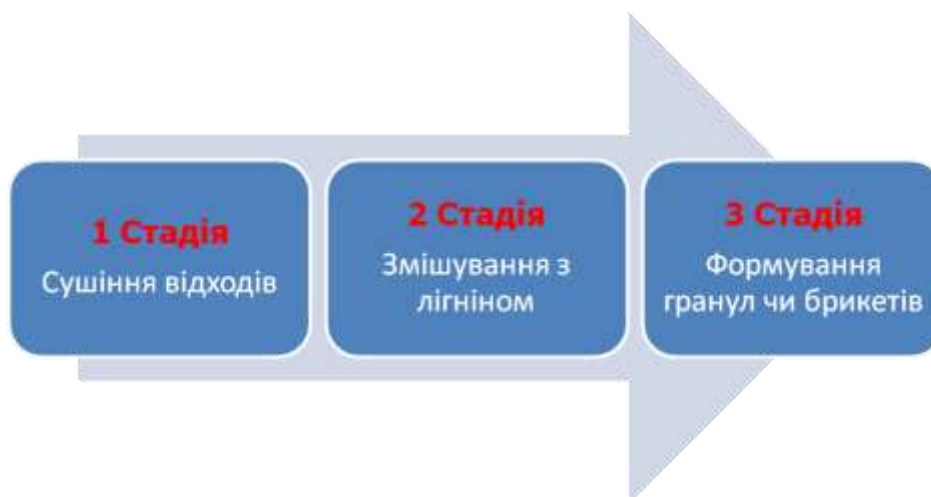 1 Стадія
Сушіння відходів
2 Стадія
Змішування з
лігніном
3 Стадія
Формування
гранул чи брикетів